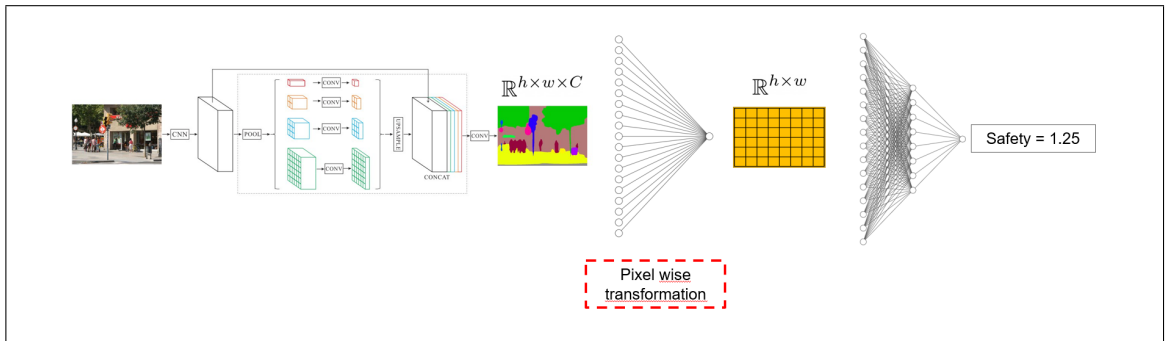 CNN
POOL
CONV
CONV
CONV
CONV
UPSAMPLE
CONCAT
CONV
ℝ^{h×w×C}
Pixel wise
transformation
ℝ^{h×w}
Safety = 1.25